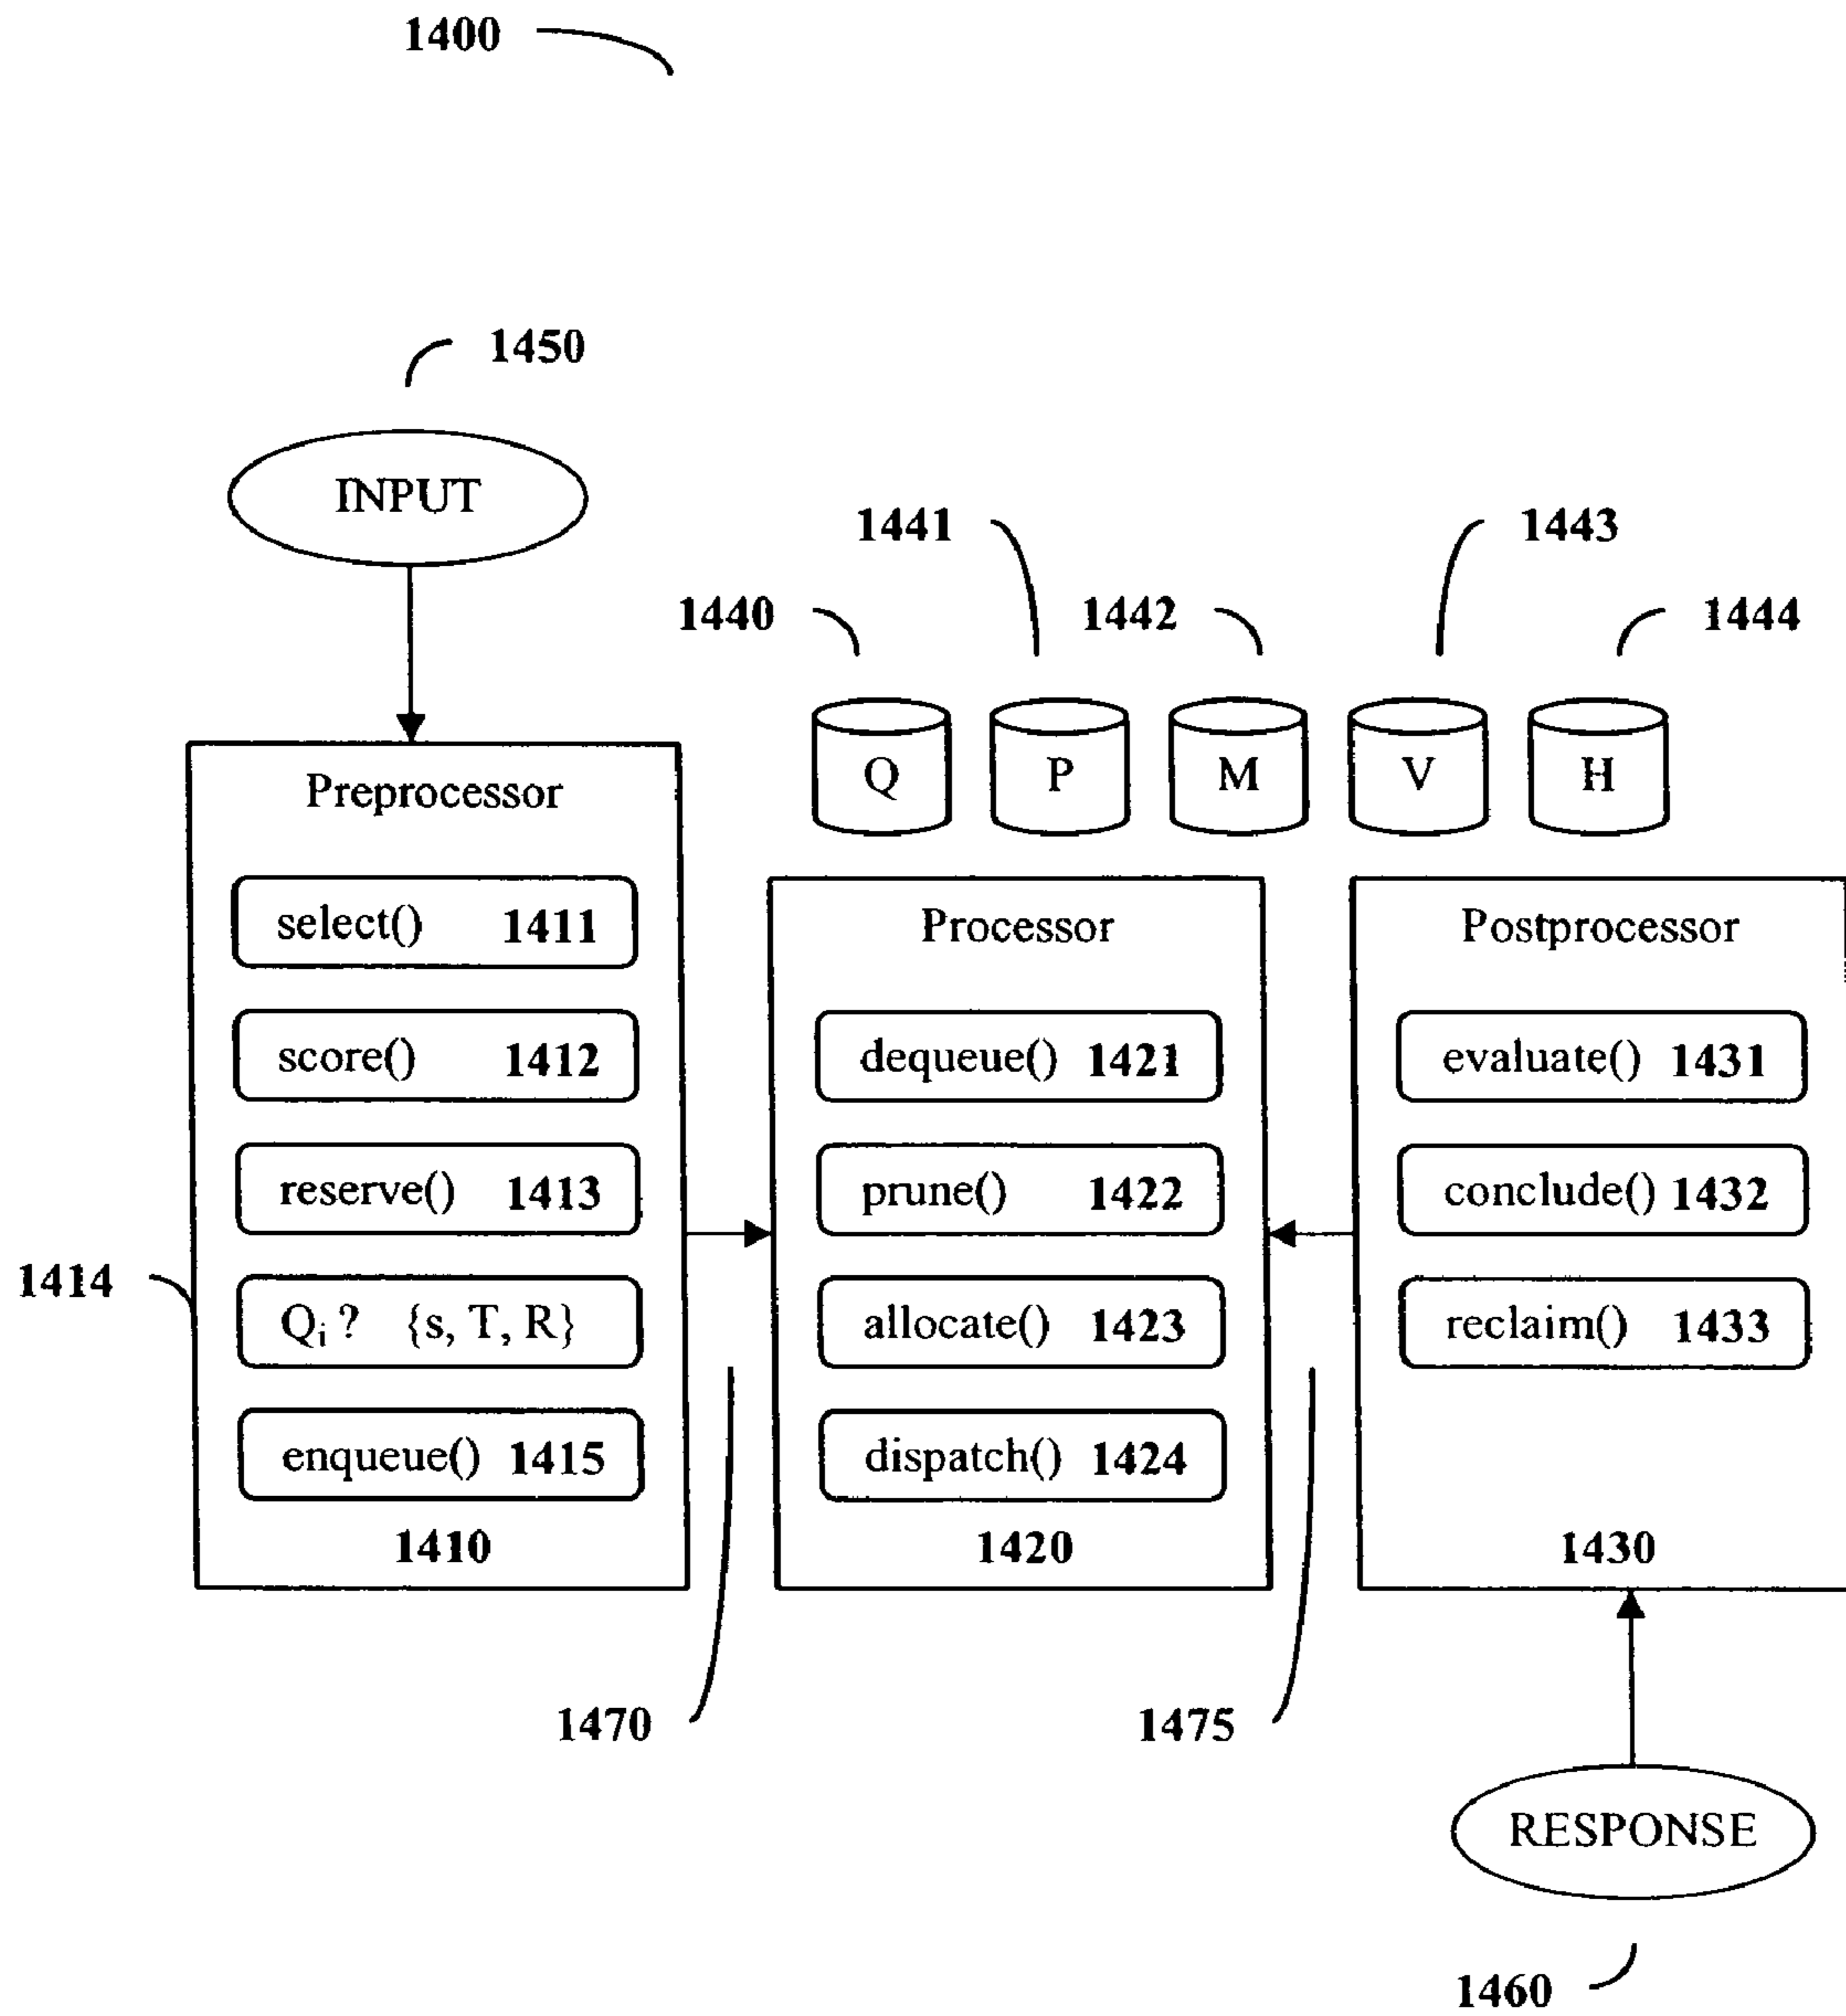 1400
1450
INPUT
1441
1443
1440
1442
1444
Q
P
M
V
H
Preprocessor
select() 1411
score() 1412
reserve() 1413
1414
Qi ? {s, T, R}
enqueue() 1415
1410
Processor
dequeue() 1421
prune() 1422
allocate() 1423
dispatch() 1424
1420
Postprocessor
evaluate() 1431
conclude() 1432
reclaim() 1433
1430
1470
1475
RESPONSE
1460